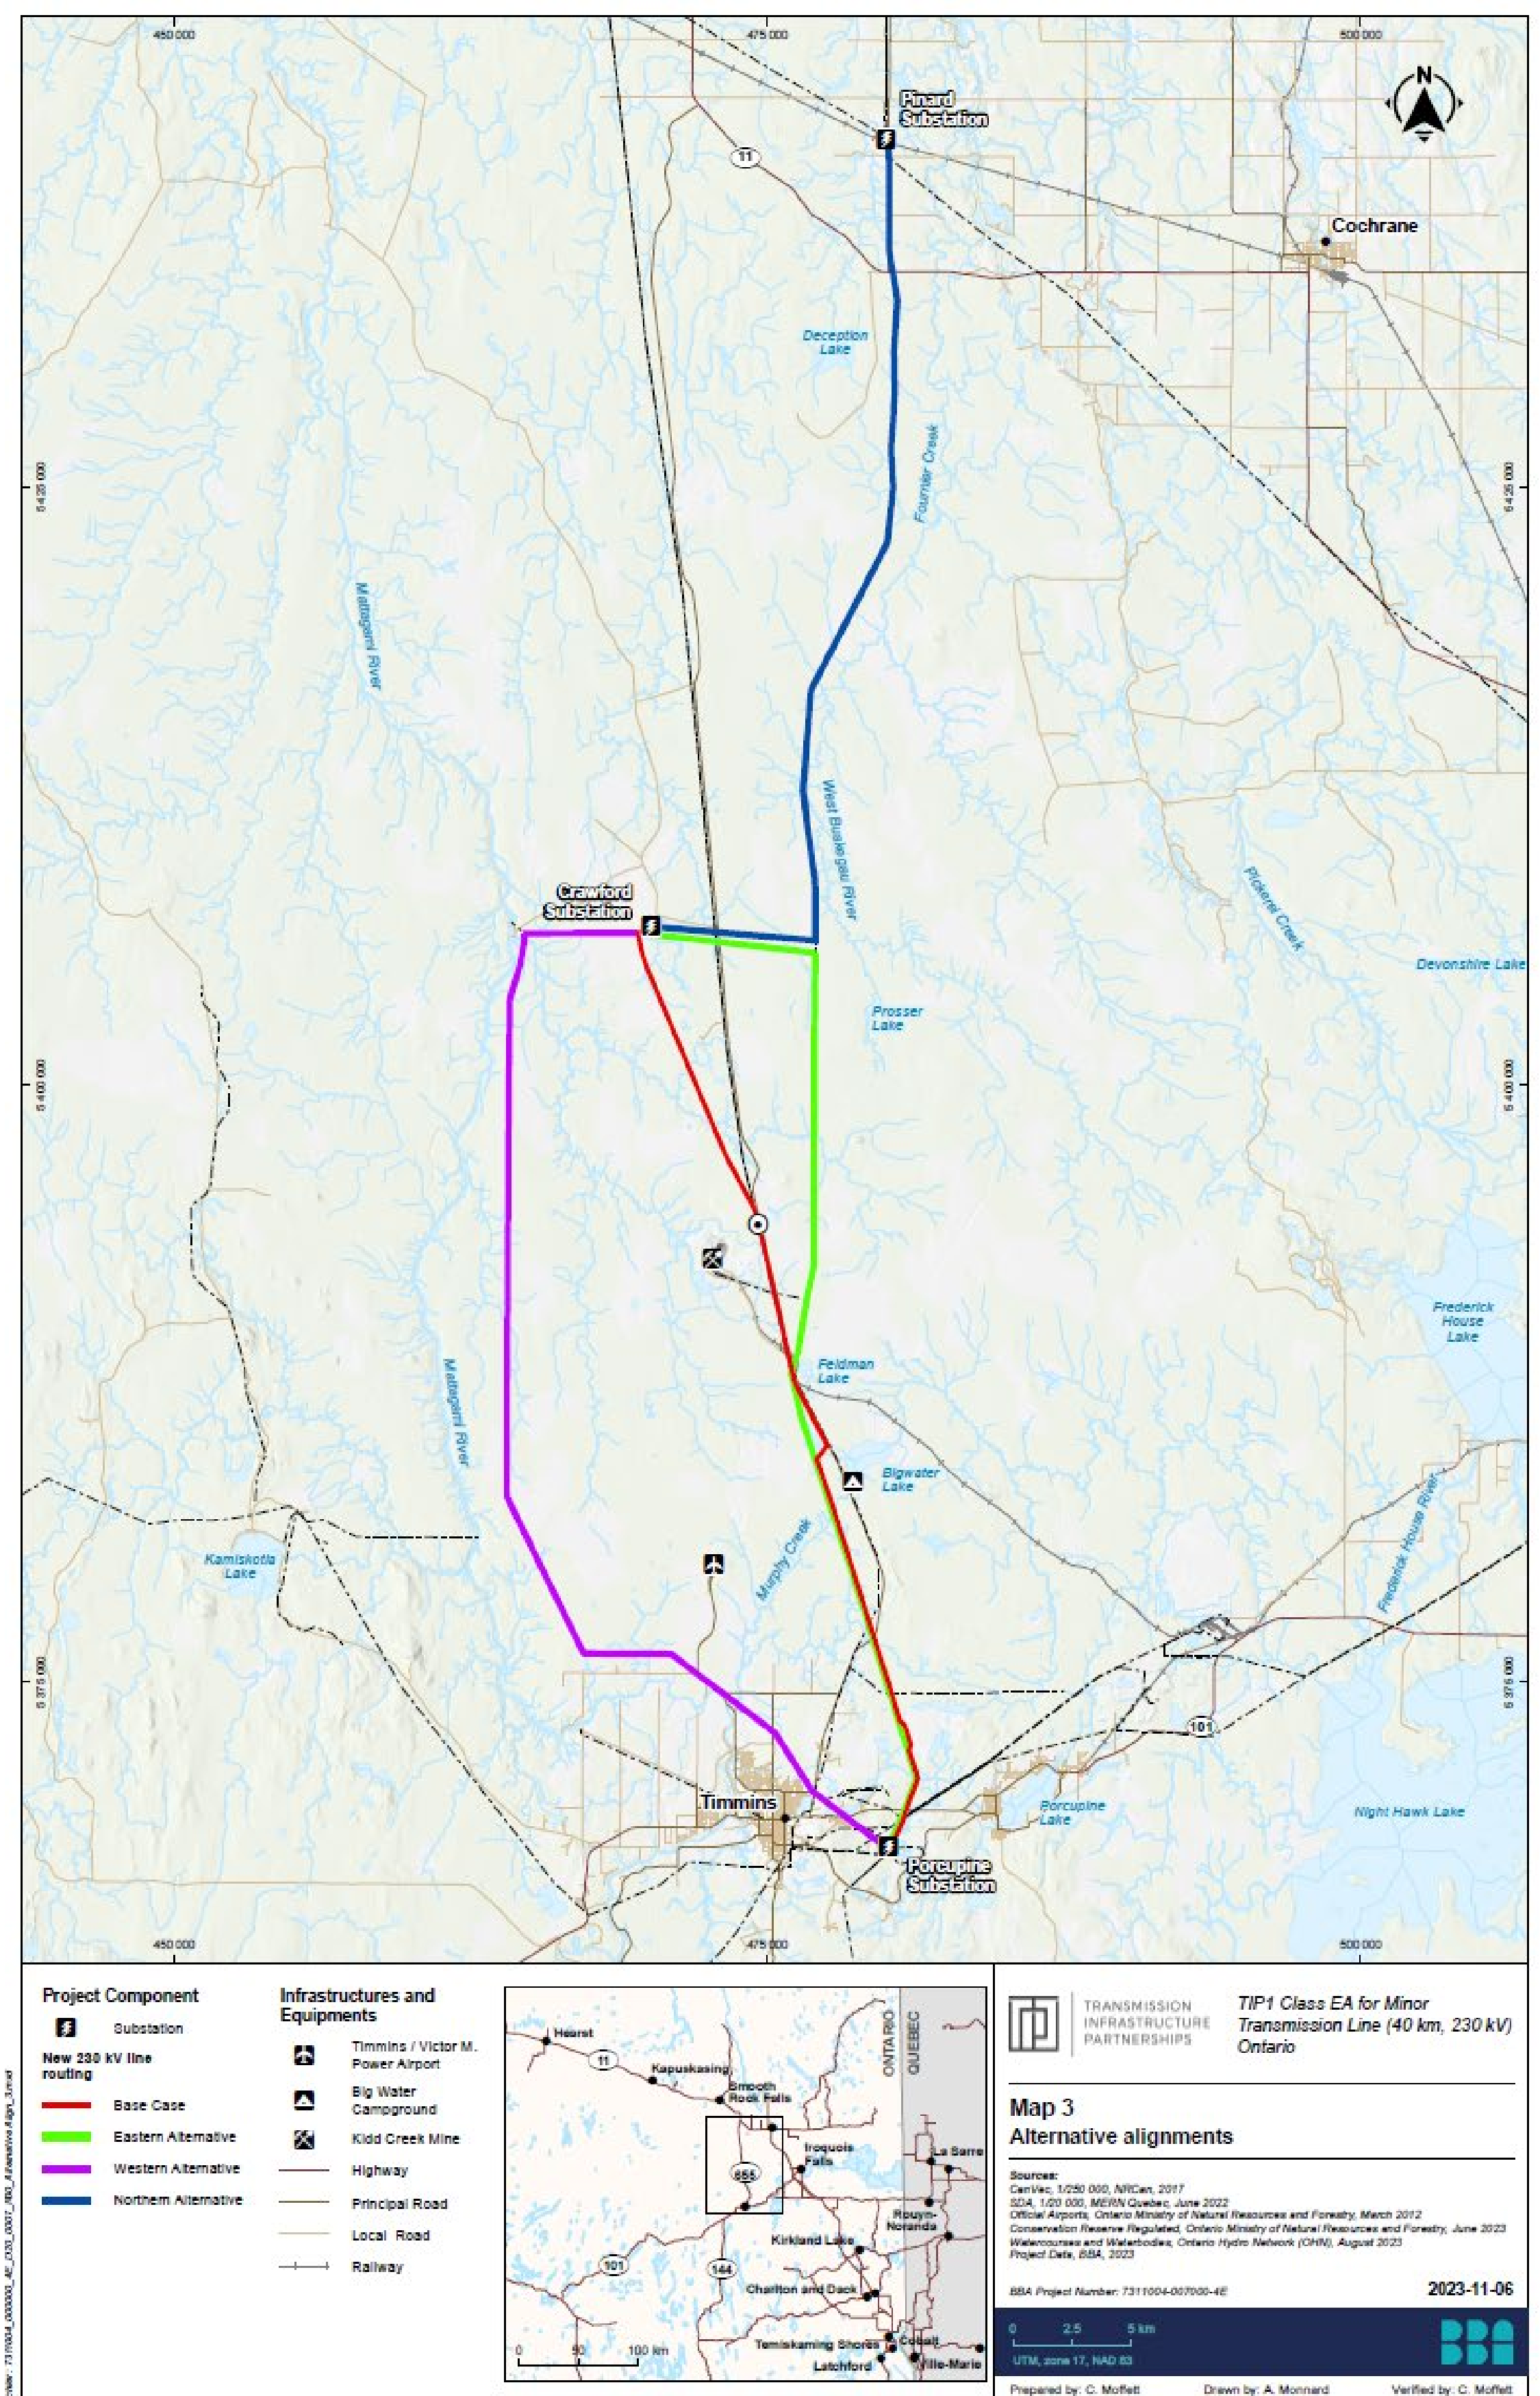 450 000
475 000
500 000
N
Pinard
Substation
11
Cochrane
Deception
Lake
5 425 000
5 425 000
Fournier Creek
Mattagami River
West Buskegau River
Crawford
Substation
Pickerel Creek
Devonshire Lake
Prosser
Lake
5 400 000
5 400 000
Frederick
House
Lake
Feldman
Lake
Mattagami River
Bigwater
Lake
Frederick House River
Murphy Creek
Kamiskotia
Lake
5 375 000
5 375 000
101
Timmins
Porcupine
Lake
Night Hawk Lake
Porcupine
Substation
450 000
475 000
500 000
Project Component
Substation
New 230 kV line
routing
Base Case
Eastern Alternative
Western Alternative
Northern Alternative
Infrastructures and
Equipments
Timmins / Victor M.
Power Airport
Big Water
Campground
Kidd Creek Mine
Highway
Principal Road
Local Road
Railway
ONTARIO
QUEBEC
Hearst
11
Kapuskasing
Smooth
Rock Falls
Iroquois
Falls
La Sarre
655
Rouyn-
Noranda
Kirkland Lake
101
144
Charlton and Dack
Temiskaming Shores
Cobalt
Latchford
Ville-Marie
0 50 100 km
TRANSMISSION
INFRASTRUCTURE
PARTNERSHIPS
TIP1 Class EA for Minor
Transmission Line (40 km, 230 kV)
Ontario
Map 3
Alternative alignments
Sources:
CanVec, 1/250 000, NRCan, 2017
SDA, 1/20 000, MERN Quebec, June 2022
Official Airports, Ontario Ministry of Natural Resources and Forestry, March 2012
Conservation Reserve Regulated, Ontario Ministry of Natural Resources and Forestry, June 2023
Watercourses and Waterbodies, Ontario Hydro Network (OHN), August 2023
Project Data, BBA, 2023
BBA Project Number: 7311004-007000-4E
2023-11-06
0 2.5 5 km
UTM, zone 17, NAD 83
BBA
Prepared by: C. Moffett
Drawn by: A. Monnard
Verified by: C. Moffett